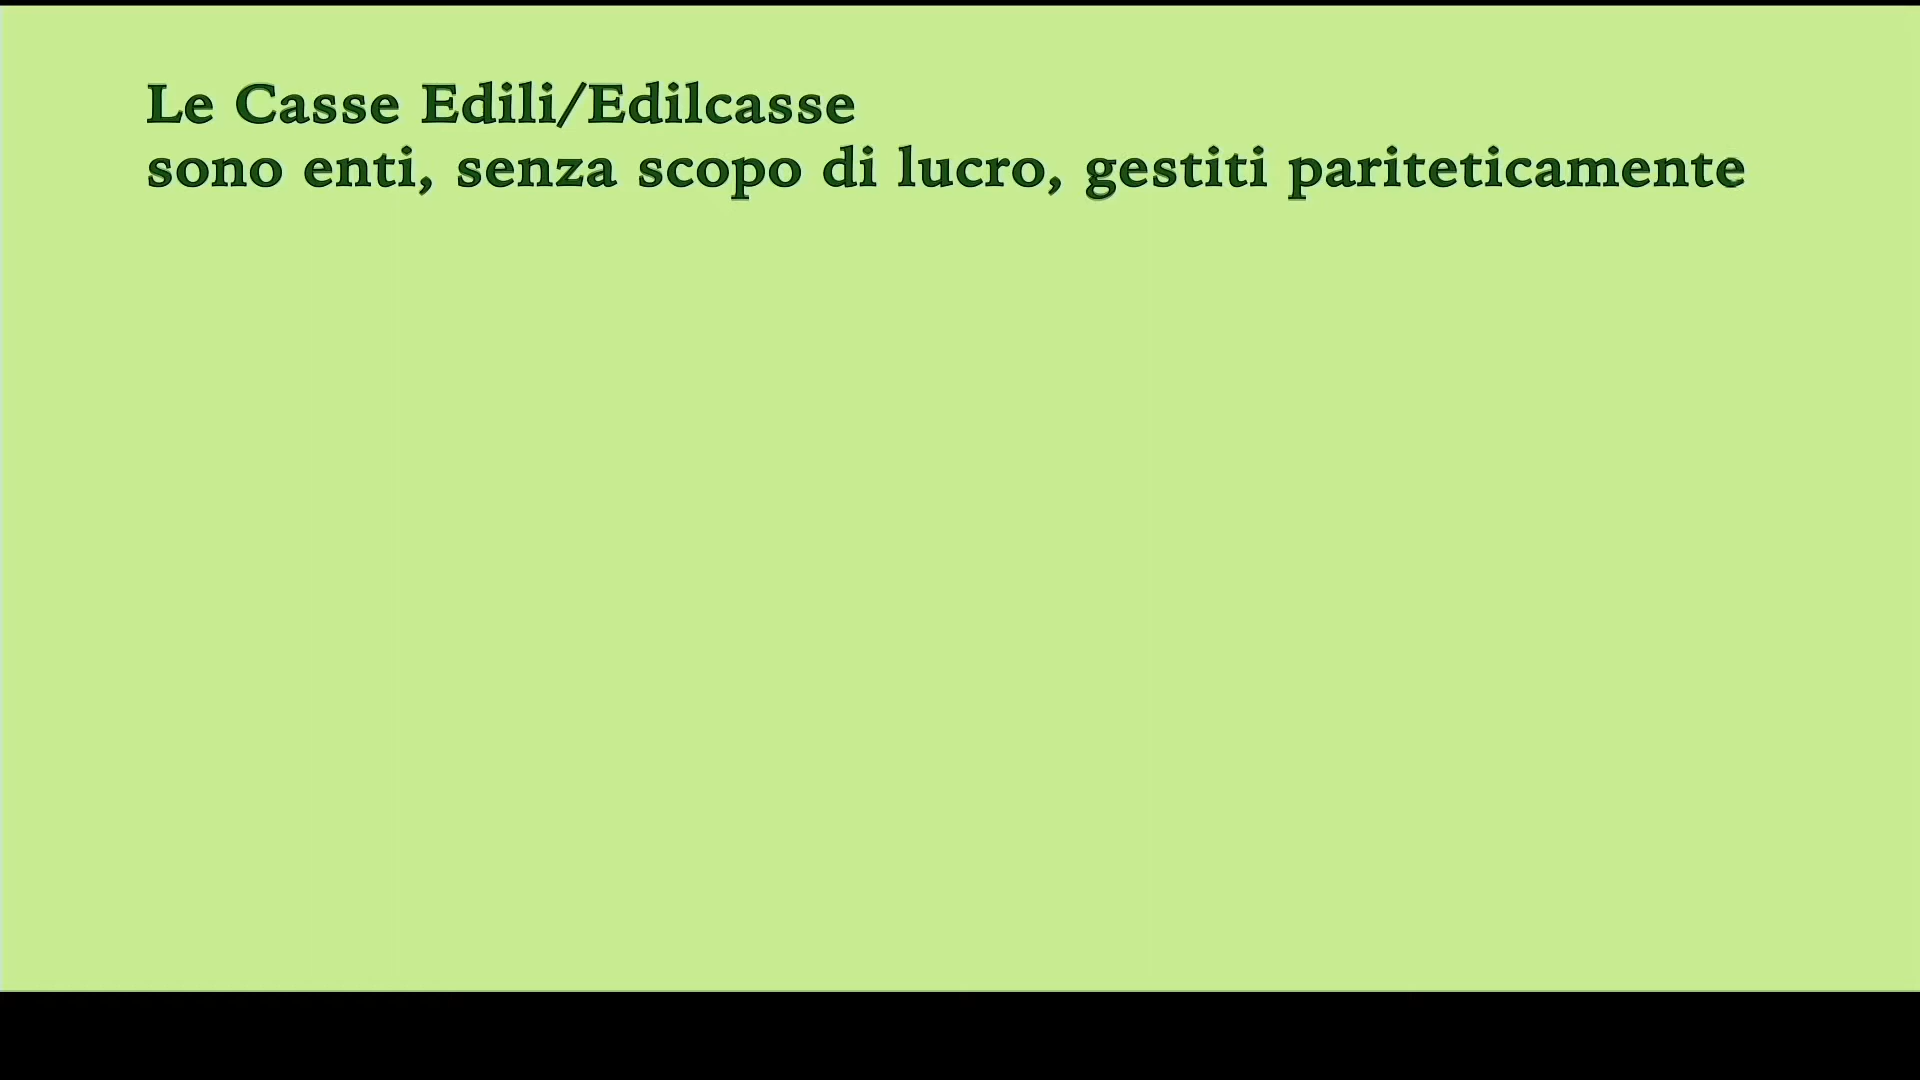 Le Casse Edili/Edilcasse
sono enti, senza scopo di lucro, gestiti pariteticamente